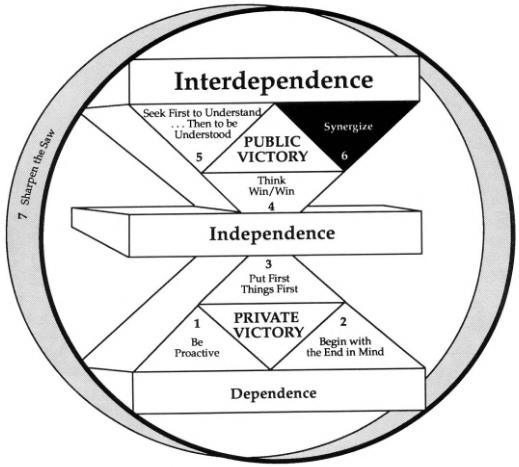 Interdependence
Seek First to Understand
. . . Then to be
Understood
5
PUBLIC
VICTORY
Synergize
6
Think
Win/Win
4
Independence
3
Put First
Things First
PRIVATE
VICTORY
1
Be
Proactive
2
Begin with
the End in Mind
Dependence
7 Sharpen the Saw